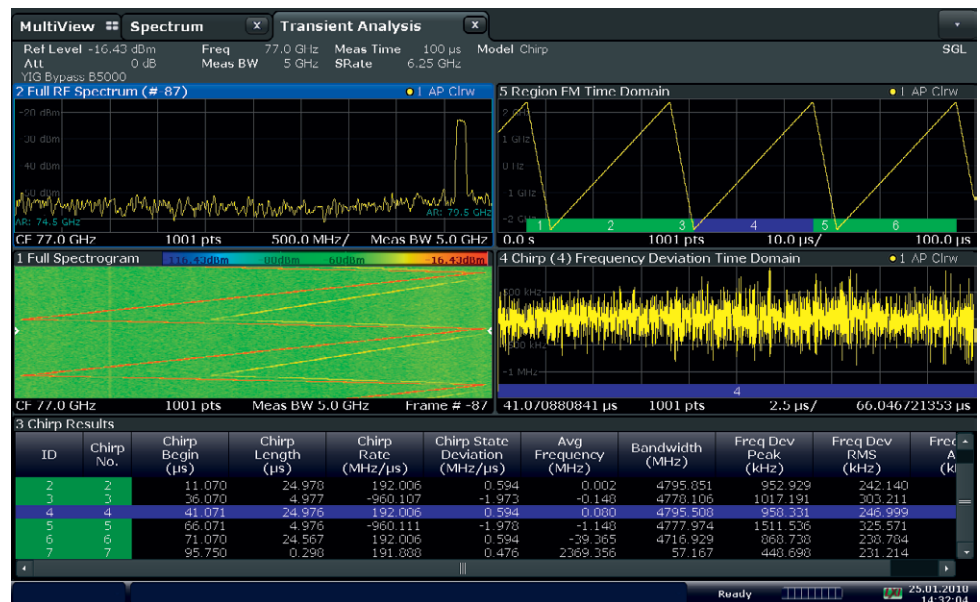 MultiView Spectrum X Transient Analysis X
Ref Level -16.43 dBm Freq 77.0 GHz Meas Time 100 µs Model Chirp SGL
Att 0 dB Meas BW 5 GHz SRate 6.25 GHz
YIG Bypass B5000
2 Full RF Spectrum (# -87) 1 AP Clrw
-20 dBm
-30 dBm
-40 dBm
AR: 74.5 GHz AR: 79.5 GHz
CF 77.0 GHz 1001 pts 500.0 MHz/ Meas BW 5.0 GHz
5 Region FM Time Domain 1 AP Clrw
1 GHz
0 Hz
-1 GHz
-2 GHz
1 2 3 4 5 6
0.0 s 1001 pts 10.0 µs/ 100.0 µs
1 Full Spectrogram -116.43dBm -80dBm -60dBm -16.43dBm
CF 77.0 GHz 1001 pts Meas BW 5.0 GHz Frame # -87
4 Chirp (4) Frequency Deviation Time Domain 1 AP Clrw
500 kHz
-1 MHz
4
41.070880841 µs 1001 pts 2.5 µs/ 66.046721353 µs
3 Chirp Results
ID Chirp No. Chirp Begin (µs) Chirp Length (µs) Chirp Rate (MHz/µs) Chirp State Deviation (MHz/µs) Avg Frequency (MHz) Bandwidth (MHz) Freq Dev Peak (kHz) Freq Dev RMS (kHz)
2 2 11.070 24.978 192.006 0.594 0.002 4795.851 952.929 242.140
3 3 36.070 4.977 -960.107 -1.973 -0.148 4778.106 1017.191 303.211
4 4 41.071 24.976 192.006 0.594 0.080 4795.508 958.331 246.999
5 5 66.071 4.976 -960.111 -1.978 -1.148 4777.974 1511.536 325.571
6 6 71.070 24.567 192.006 0.594 -39.365 4716.929 868.738 238.784
7 7 95.750 0.298 191.888 0.476 2369.356 57.167 448.698 231.214
Ready 25.01.2018
14:32:04